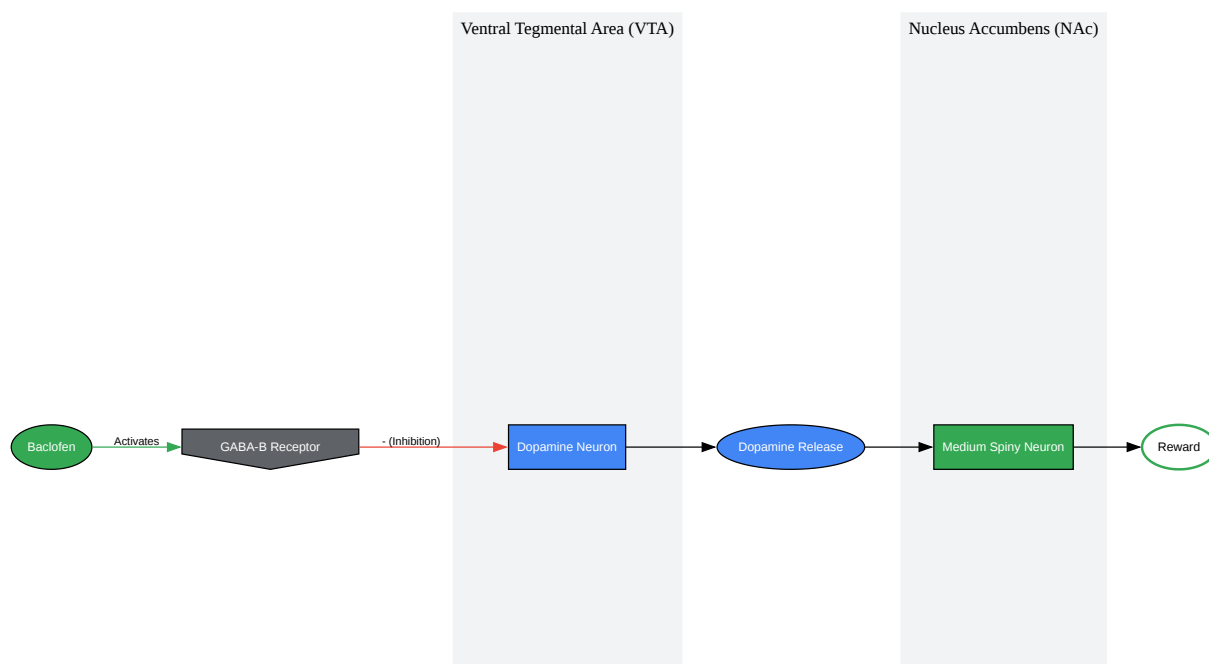 Ventral Tegmental Area (VTA)
Nucleus Accumbens (NAc)
Baclofen
Activates
GABA-B Receptor
- (Inhibition)
Dopamine Neuron
Dopamine Release
Medium Spiny Neuron
Reward